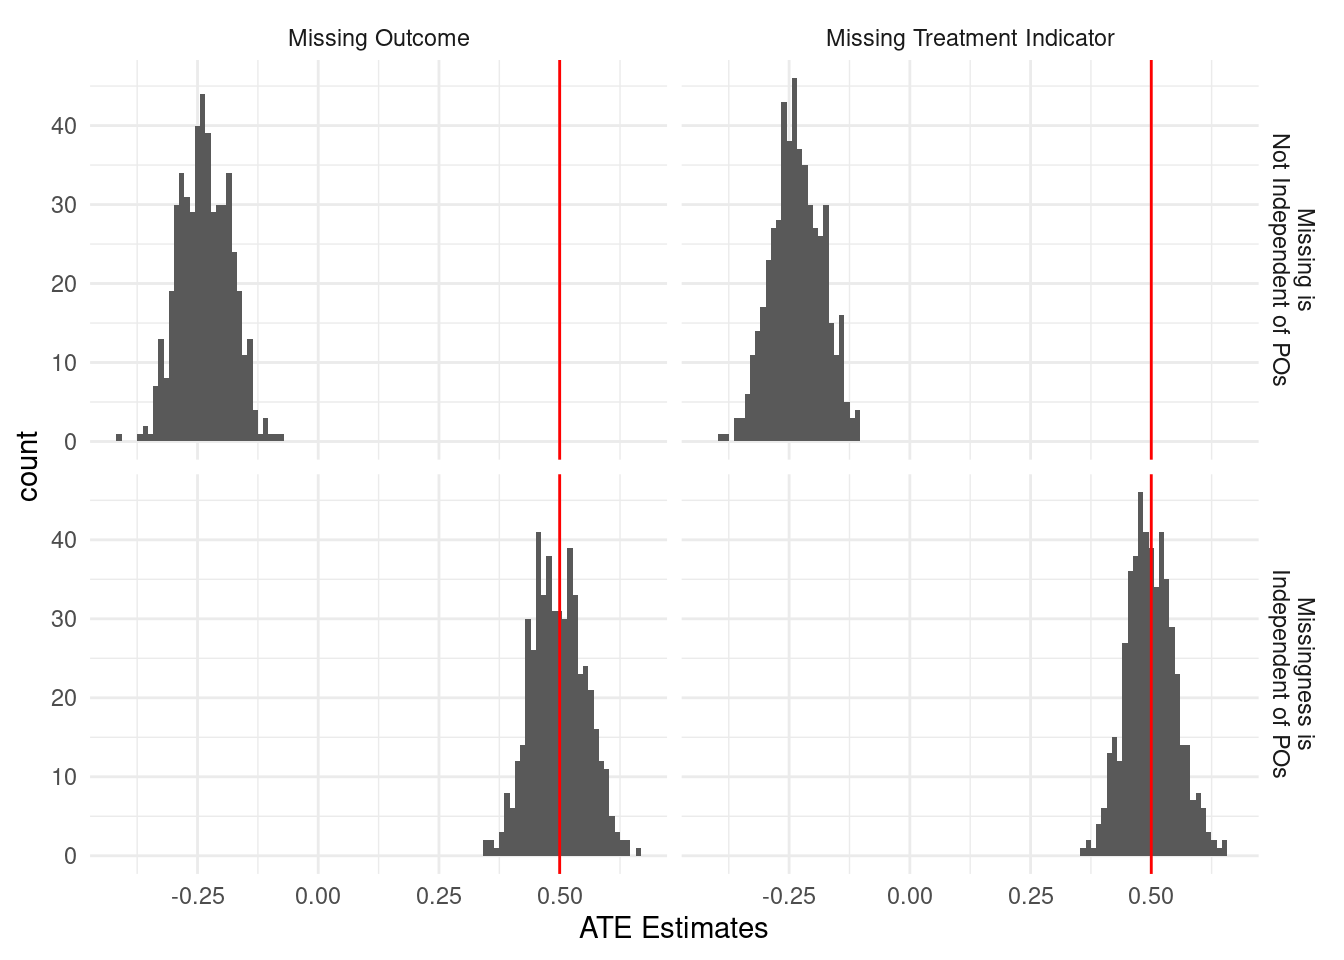 Missing Outcome
Missing Treatment Indicator
40
30
20
10
0
Missing is
Not Independent of POs
count
40
30
20
10
0
Missingness is
Independent of POs
-0.25 0.00 0.25 0.50
-0.25 0.00 0.25 0.50
ATE Estimates